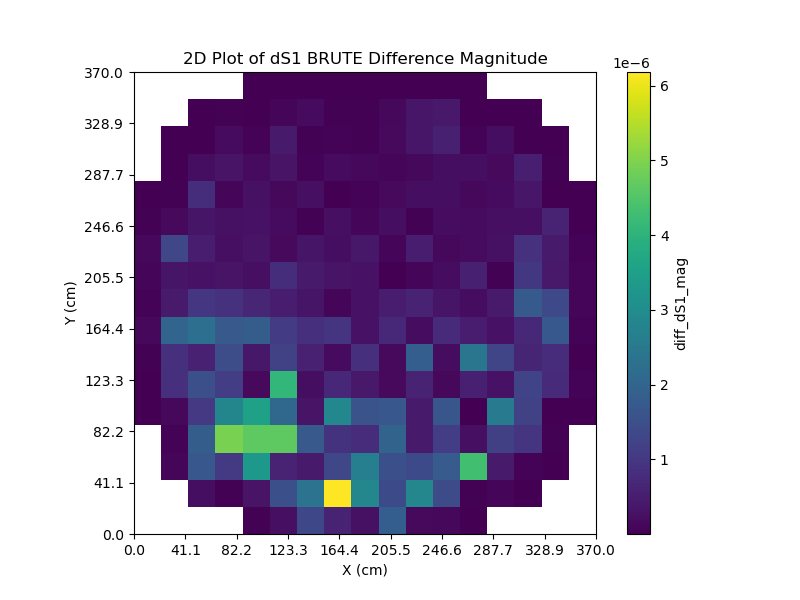 2D Plot of dS1 BRUTE Difference Magnitude
1e−6
370.0
328.9
287.7
246.6
205.5
164.4
123.3
82.2
41.1
0.0
Y (cm)
0.0 41.1 82.2 123.3 164.4 205.5 246.6 287.7 328.9 370.0
X (cm)
6
5
4
3
2
1
diff_dS1_mag